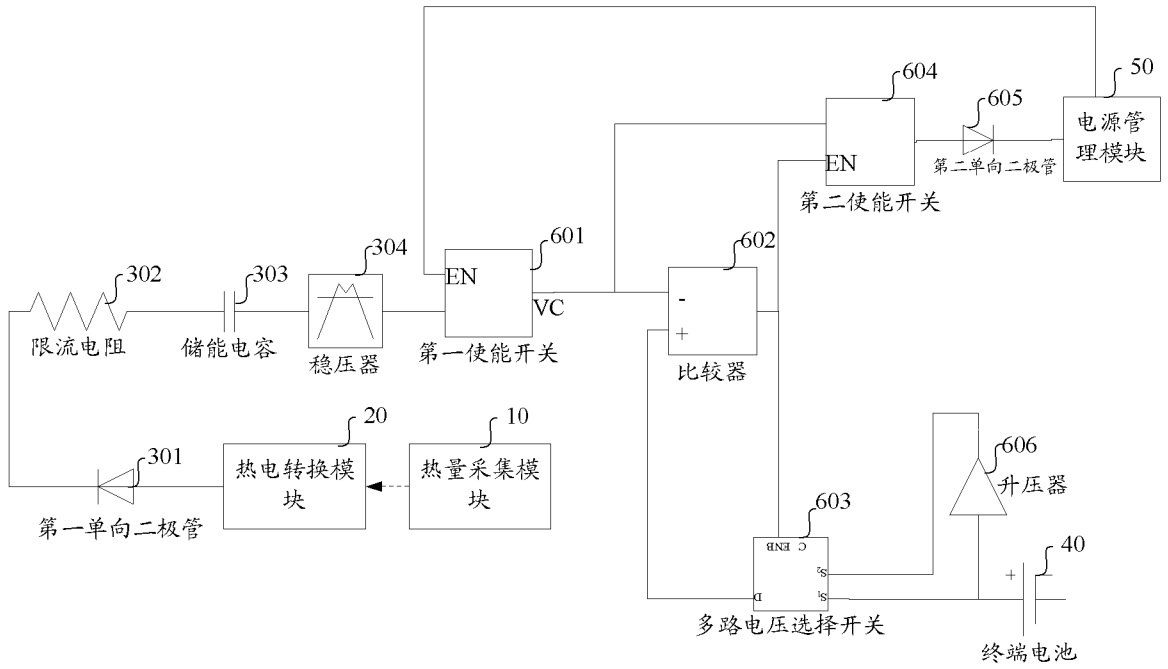 604
50
605
电源管
理模块
EN
第二单向二极管
第二使能开关
601
602
304
302
303
EN
VC
-
+
限流电阻
储能电容
稳压器
第一使能开关
比较器
20
10
301
热电转换模
块
热量采集模
块
第一单向二极管
606
升压器
603
C ENB
S2
S1
D
40
+ −
多路电压选择开关
终端电池